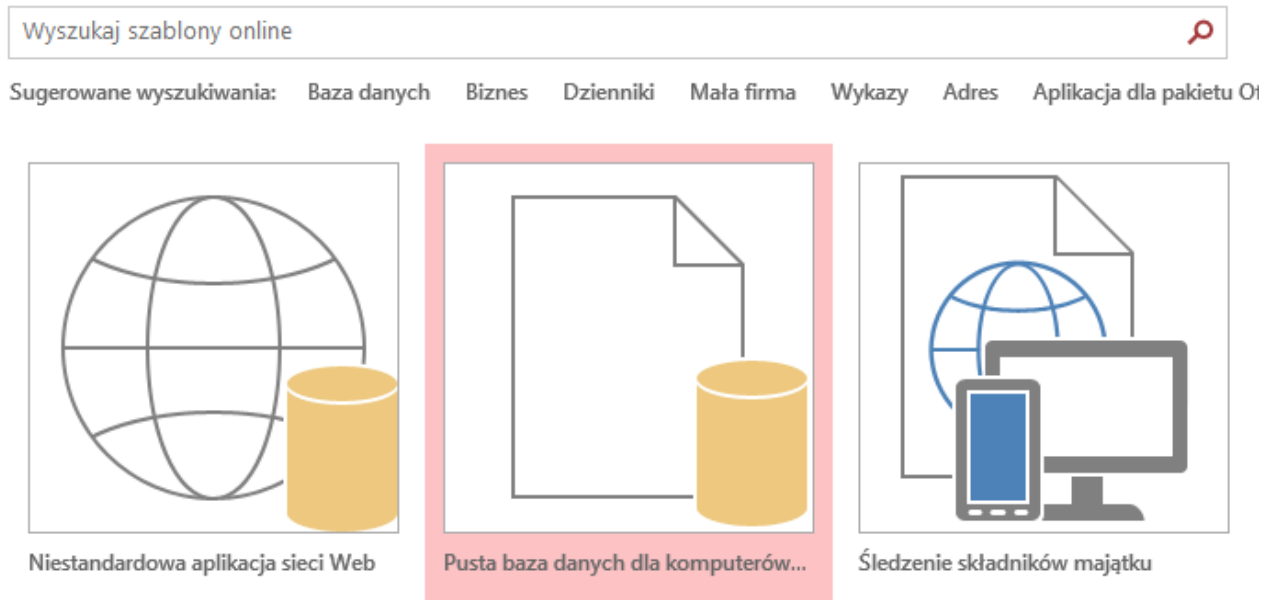 Wyszukaj szablony online
Sugerowane wyszukiwania: Baza danych Biznes Dzienniki Mała firma Wykazy Adres Aplikacja dla pakietu
Niestandardowa aplikacja sieci Web Pusta baza danych dla komputerów... Śledzenie składników majątku